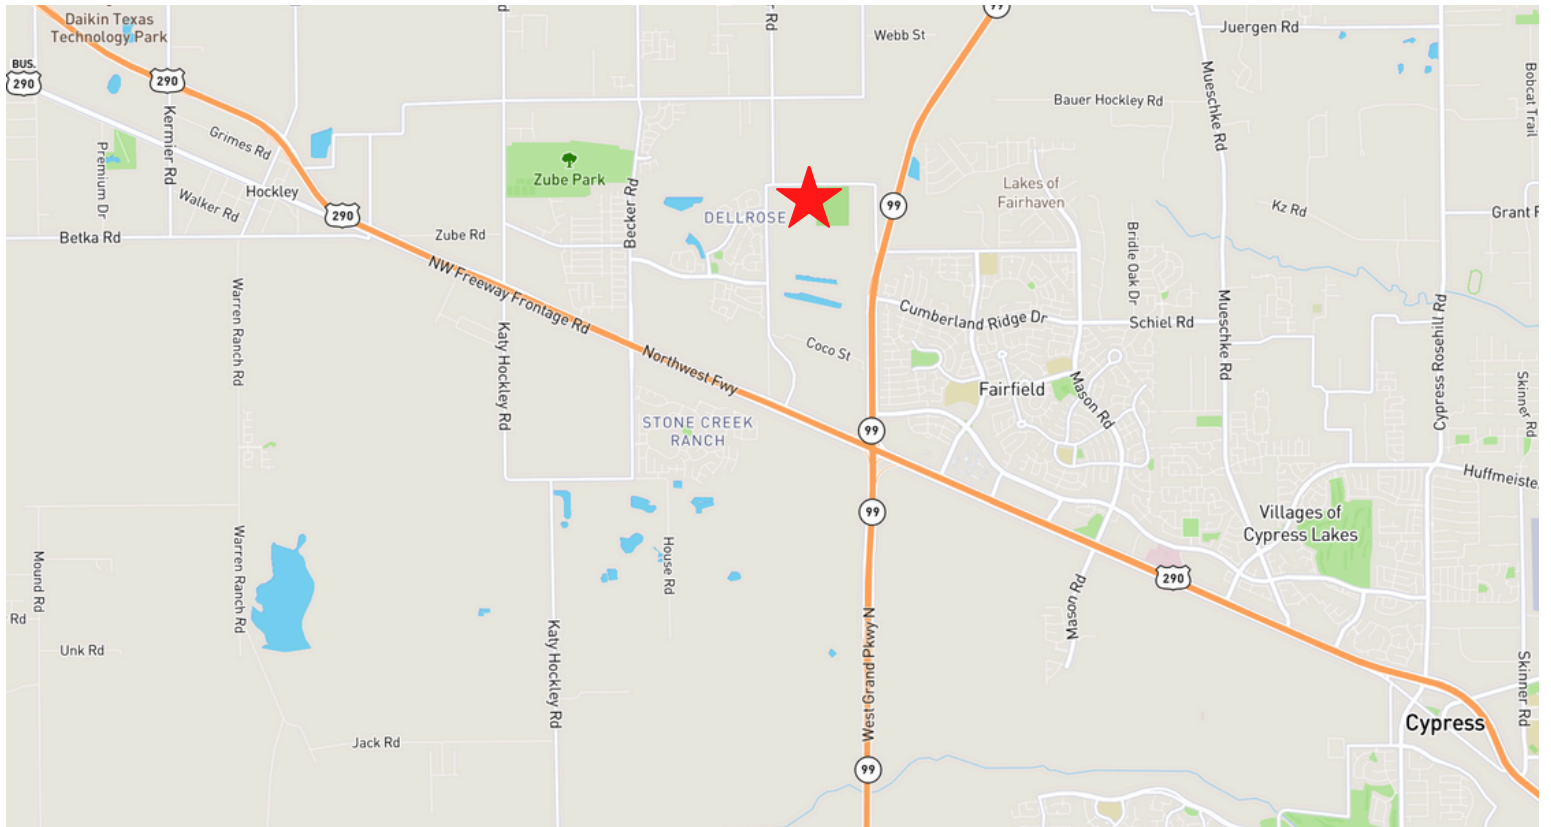 Daikin Texas
Technology Park
BUS.
290
290
Kermier Rd
Grimes Rd
Premium Dr
Walker Rd
Hockley
290
Betka Rd
Zube Rd
Zube Park
Becker Rd
DELLROSE
Webb St
99
99
Juergen Rd
Bauer Hockley Rd
Mueschke Rd
Bobcat Trail
Lakes of
Fairhaven
Kz Rd
Grant R
Bridle Oak Dr
NW Freeway Frontage Rd
Northwest Fwy
Warren Ranch Rd
Katy Hockley Rd
Coco St
Cumberland Ridge Dr
Schiel Rd
Mueschke Rd
Cypress Rosehill Rd
Fairfield
Mason Rd
Skinner Rd
STONE CREEK
RANCH
99
99
Huffmeiste
Villages of
Cypress Lakes
Mound Rd
Warren Ranch Rd
House Rd
290
Mason Rd
Rd
Unk Rd
Katy Hockley Rd
West Grand Pkwy N
Skinner Rd
Jack Rd
Cypress
99